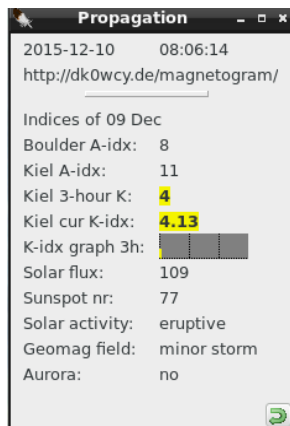 Propagation
2015-12-10 08:06:14
http://dk0wcy.de/magnetogram/
Indices of 09 Dec
Boulder A-idx: 8
Kiel A-idx: 11
Kiel 3-hour K: 4
Kiel cur K-idx: 4.13
K-idx graph 3h:
Solar flux: 109
Sunspot nr: 77
Solar activity: eruptive
Geomag field: minor storm
Aurora: no